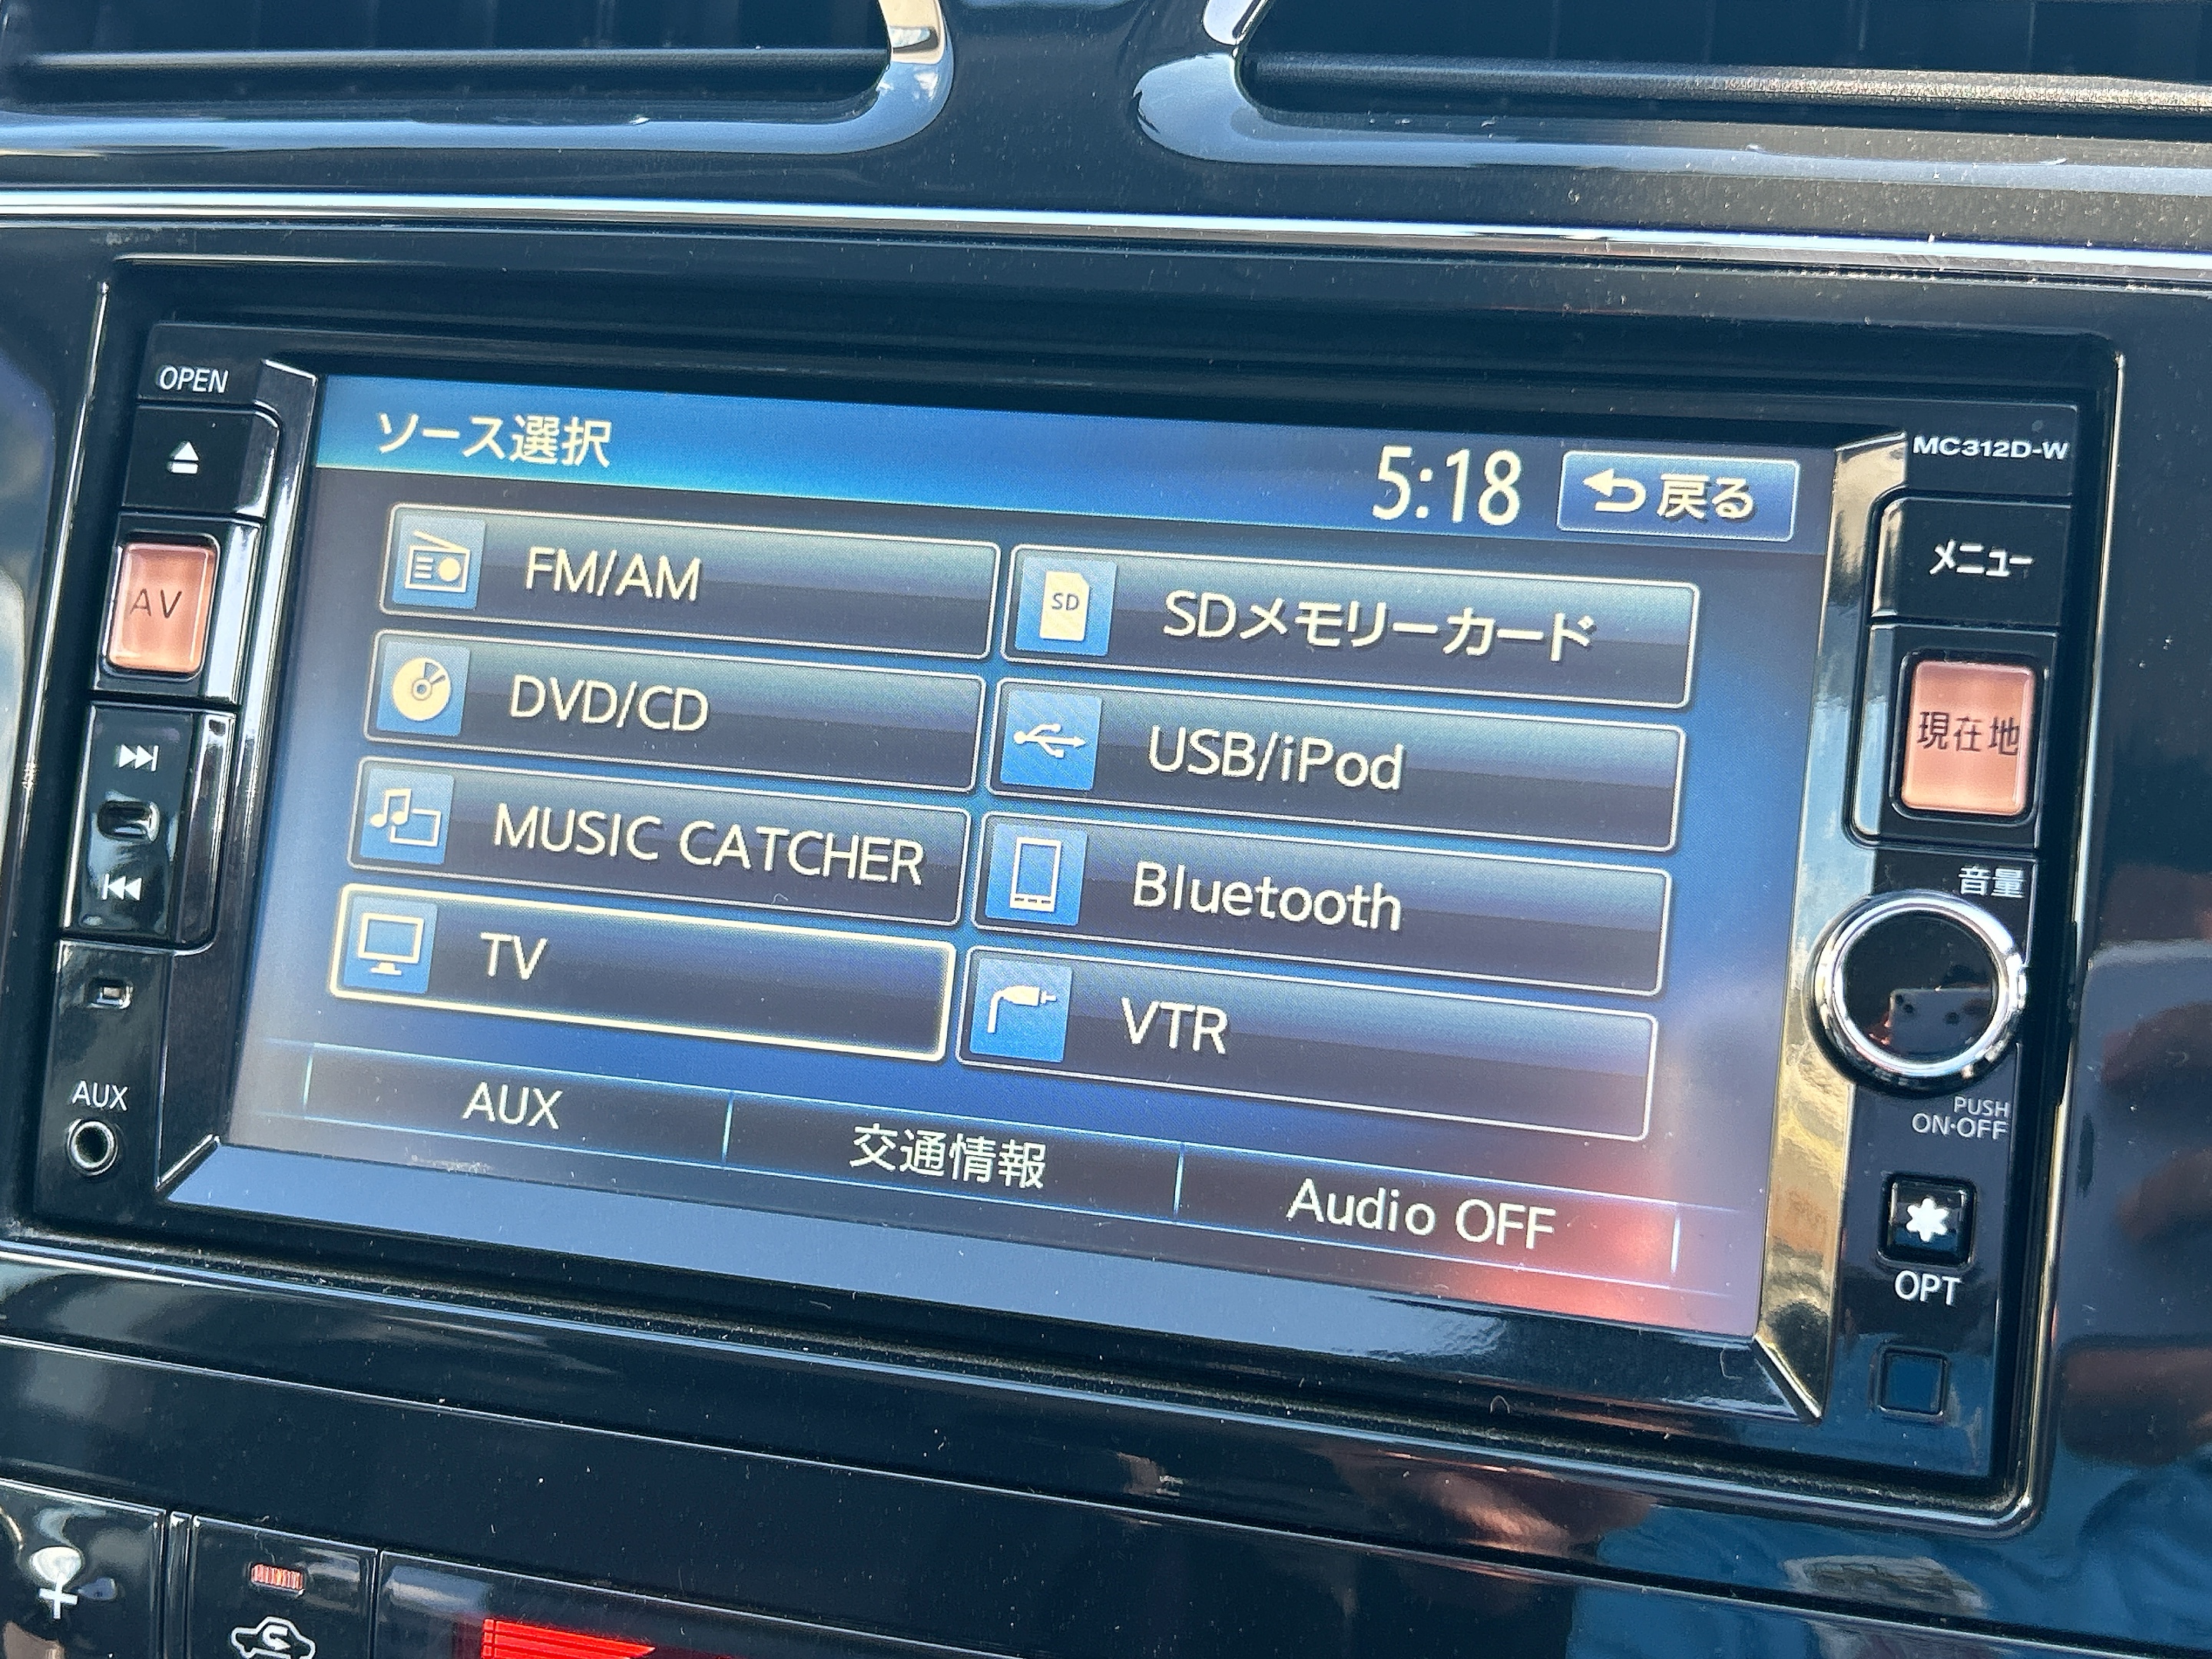 OPEN
MC312D-W
ソース選択
5:18
戻る
メニュー
AV
FM/AM
SD
SDメモリーカード
DVD/CD
USB/iPod
現在地
MUSIC CATCHER
Bluetooth
音量
TV
VTR
AUX
AUX
交通情報
Audio OFF
PUSH
ON･OFF
OPT